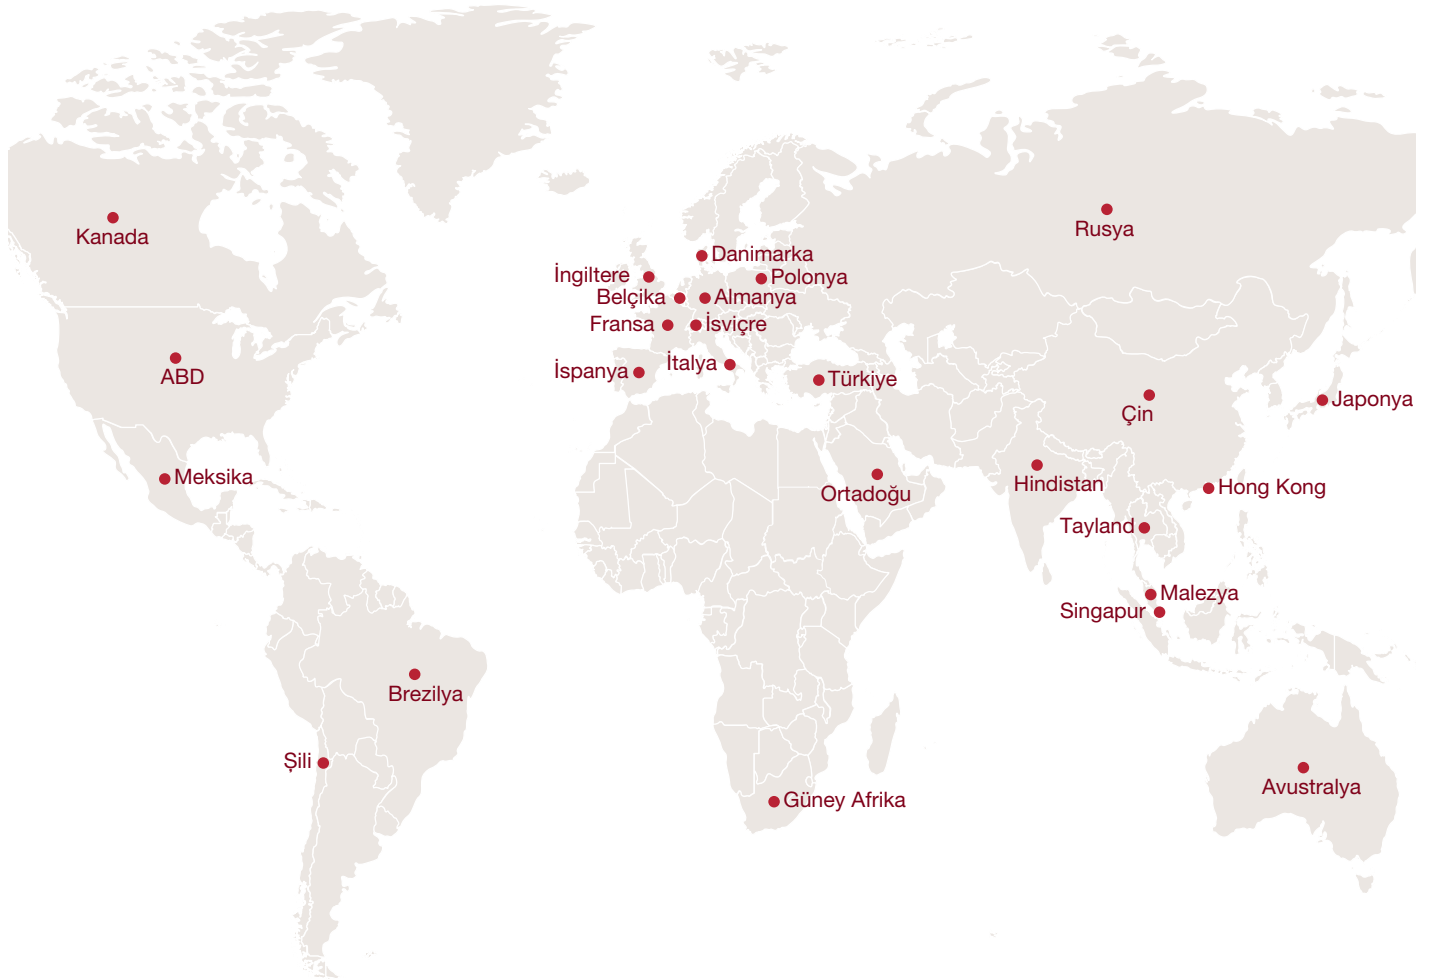 Kanada
Rusya
Danimarka
İngiltere
Polonya
Belçika
Almanya
Fransa
İsviçre
ABD
İspanya
İtalya
Türkiye
Çin
Japonya
Meksika
Ortadoğu
Hindistan
Hong Kong
Tayland
Malezya
Singapur
Brezilya
Şili
Güney Afrika
Avustralya